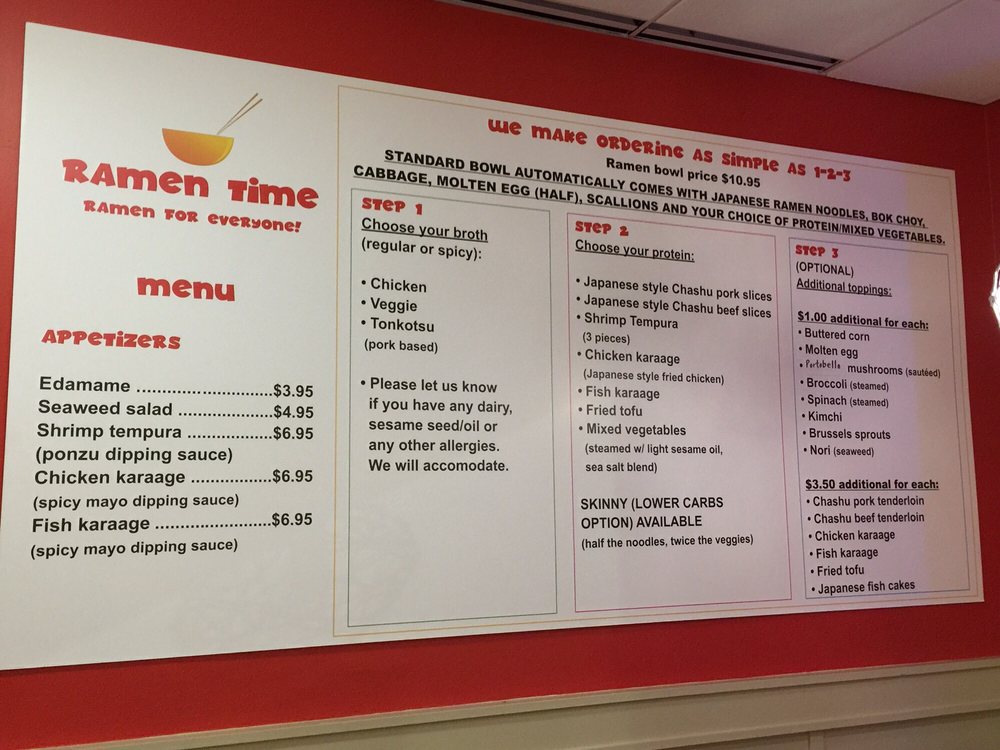 RAmen Time
RAmen FOR everyone!
menu
APPETIZERS
Edamame ..................$3.95
Seaweed salad ..............$4.95
Shrimp tempura ..................$6.95
(ponzu dipping sauce)
Chicken karaage .................$6.95
(spicy mayo dipping sauce)
Fish karaage ........................$6.95
(spicy mayo dipping sauce)
We MAKE ORDERING AS SIMPLE AS 1-2-3
Ramen bowl price $10.95
STANDARD BOWL AUTOMATICALLY COMES WITH JAPANESE RAMEN NOODLES, BOK CHOY,
CABBAGE, MOLTEN EGG (HALF), SCALLIONS AND YOUR CHOICE OF PROTEIN/MIXED VEGETABLES.
STEP 1
Choose your broth
(regular or spicy):
• Chicken
• Veggie
• Tonkotsu
(pork based)
• Please let us know
if you have any dairy,
sesame seed/oil or
any other allergies.
We will accomodate.
STEP 2
Choose your protein:
• Japanese style Chashu pork slices
• Japanese style Chashu beef slices
• Shrimp Tempura
(3 pieces)
• Chicken karaage
(Japanese style fried chicken)
• Fish karaage
• Fried tofu
• Mixed vegetables
(steamed w/ light sesame oil,
sea salt blend)
SKINNY (LOWER CARBS
OPTION) AVAILABLE
(half the noodles, twice the veggies)
STEP 3
(OPTIONAL)
Additional toppings:
$1.00 additional for each:
• Buttered corn
• Molten egg
• Portobella mushrooms (sautéed)
• Broccoli (steamed)
• Spinach (steamed)
• Kimchi
• Brussels sprouts
• Nori (seaweed)
$3.50 additional for each:
• Chashu pork tenderloin
• Chashu beef tenderloin
• Chicken karaage
• Fish karaage
• Fried tofu
• Japanese fish cakes